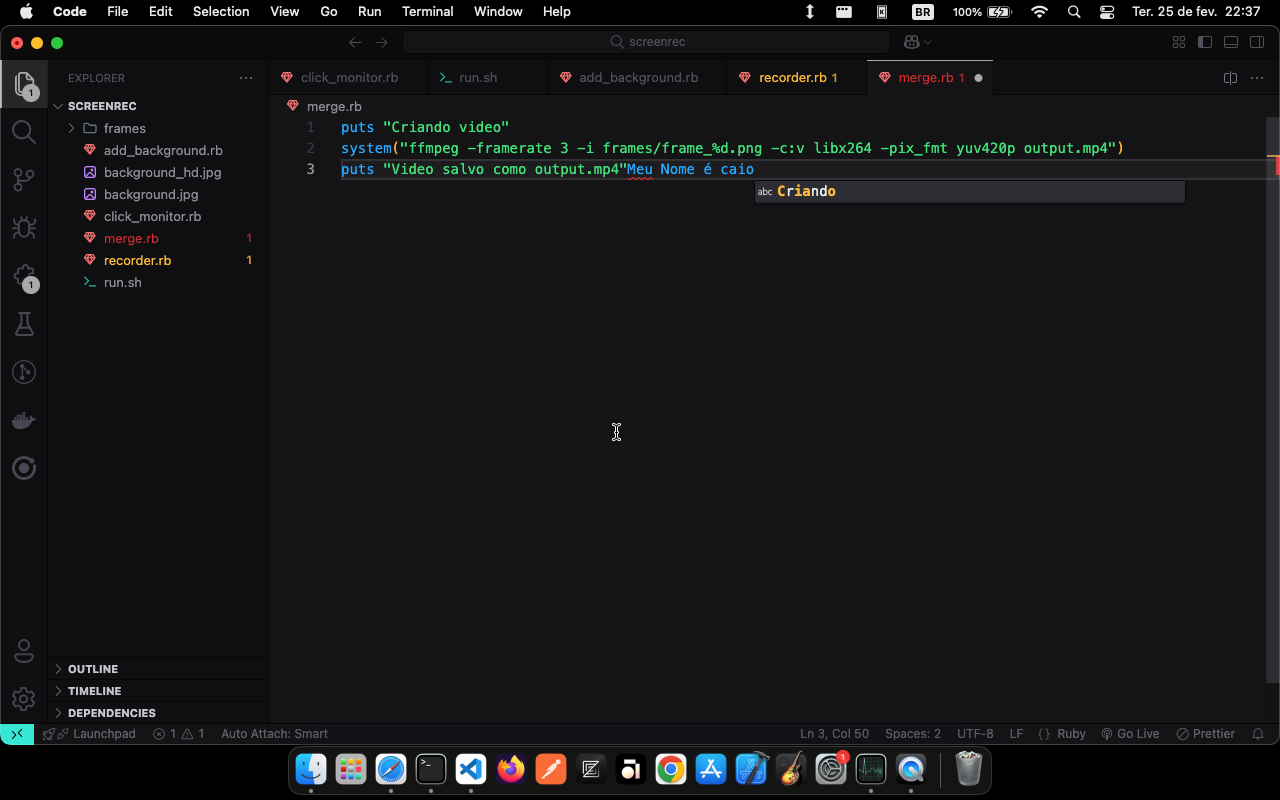 Code File Edit Selection View Go Run Terminal Window Help BR 100% Ter. 25 de fev. 22:37
screenrec
EXPLORER
click_monitor.rb run.sh add_background.rb recorder.rb 1 merge.rb 1
SCREENREC
frames
add_background.rb
background_hd.jpg
background.jpg
click_monitor.rb
merge.rb 1
recorder.rb 1
run.sh
merge.rb
1 puts "Criando video"
2 system("ffmpeg -framerate 3 -i frames/frame_%d.png -c:v libx264 -pix_fmt yuv420p output.mp4")
3 puts "Video salvo como output.mp4"Meu Nome é caio
abc Criando
1
1
OUTLINE
TIMELINE
DEPENDENCIES
Launchpad 1 1 Auto Attach: Smart Ln 3, Col 50 Spaces: 2 UTF-8 LF {} Ruby Go Live Prettier
1